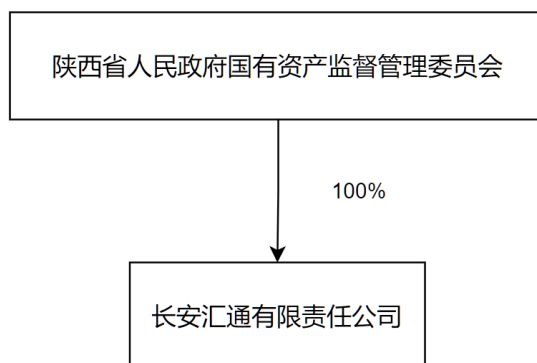 陕西省人民政府国有资产监督管理委员会
100%
长安汇通有限责任公司